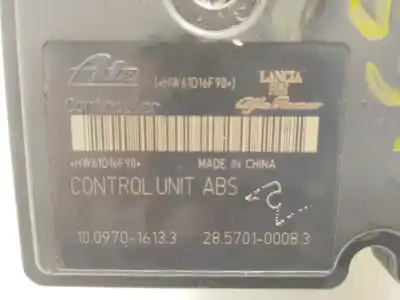 Ate
(*HW61D16F90*)
LANCIA
FIAT
Controller
Alfa Romeo
*HW61D16F90*
MADE IN CHINA
CONTROL UNIT ABS
10.0970-1613.3
28.5701-0008.3